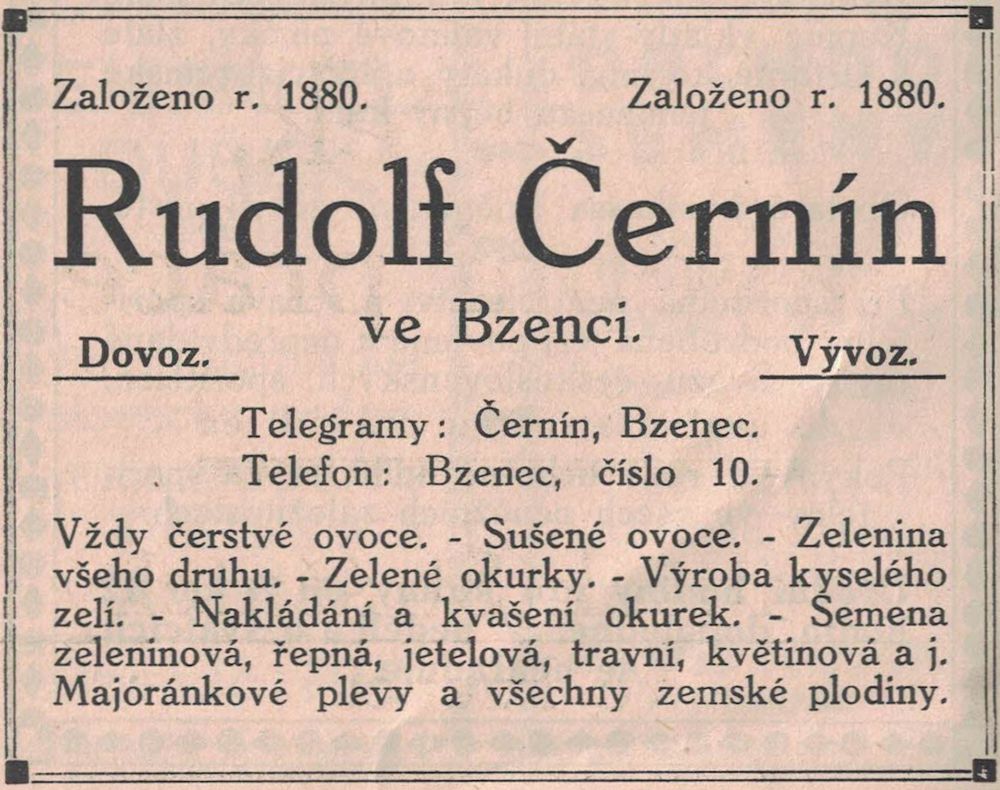 Založeno r. 1880. Založeno r. 1880.
Rudolf Černín
ve Bzenci.
Dovoz. Vývoz.
Telegramy: Černín, Bzenec.
Telefon: Bzenec, číslo 10.
Vždy čerstvé ovoce. - Sušené ovoce. - Zelenina
všeho druhu. - Zelené okurky. - Výroba kyselého
zelí. - Nakládání a kvašení okurek. - Semena
zeleninová, řepná, jetelová, travní, květinová a j.
Majoránkové plevy a všechny zemské plodiny.